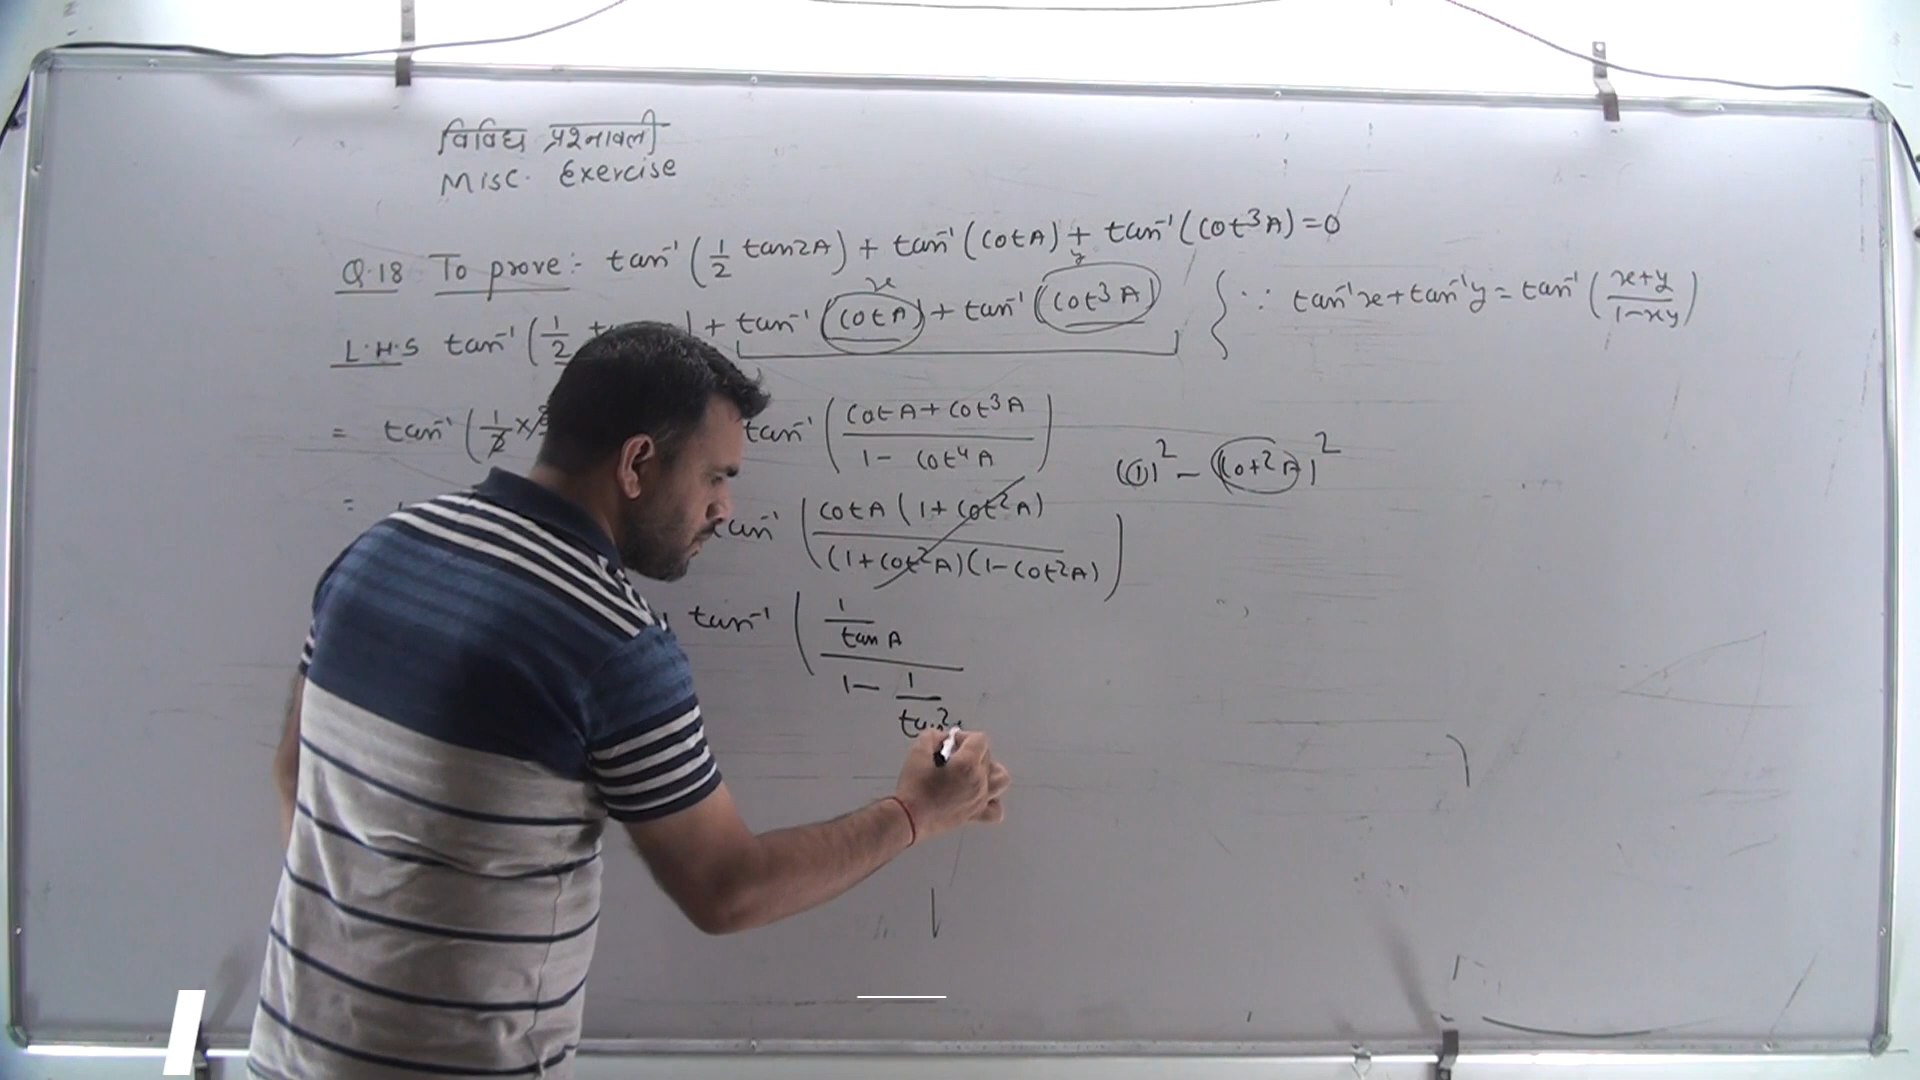 विविध प्रश्नावली
Misc. Exercise
Q.18 To prove:- tan⁻¹(1/2 tan2A) + tan⁻¹(cotA) + tan⁻¹(cot³A) = 0
L.H.S tan⁻¹(1/2 + tan⁻¹(cotA) + tan⁻¹(cot³A) { ∵ tan⁻¹x + tan⁻¹y = tan⁻¹((x+y)/(1-xy))
x y
= tan⁻¹(1/2 × tan⁻¹((cotA + cot³A)/(1 - cot⁴A))
(1)² - (cot²A)²
= tan⁻¹((cotA(1 + cot²A))/((1 + cot²A)(1 - cot²A)))
tan⁻¹((1/tanA)/(1 - 1/tan²